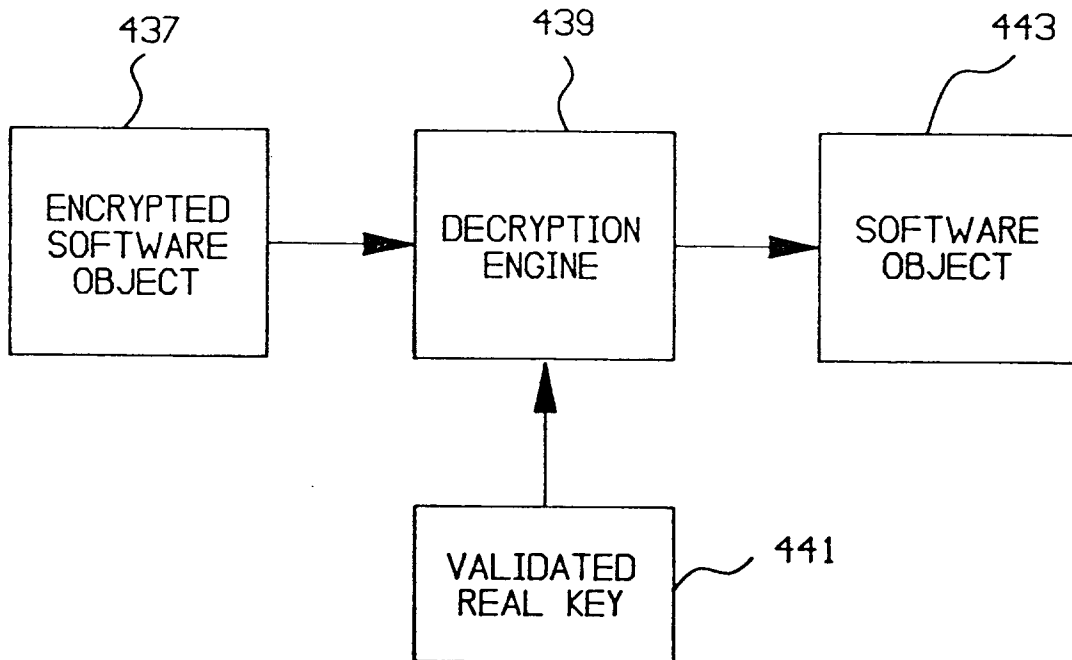 437
439
443
ENCRYPTED
SOFTWARE
OBJECT
DECRYPTION
ENGINE
SOFTWARE
OBJECT
VALIDATED
REAL KEY
441